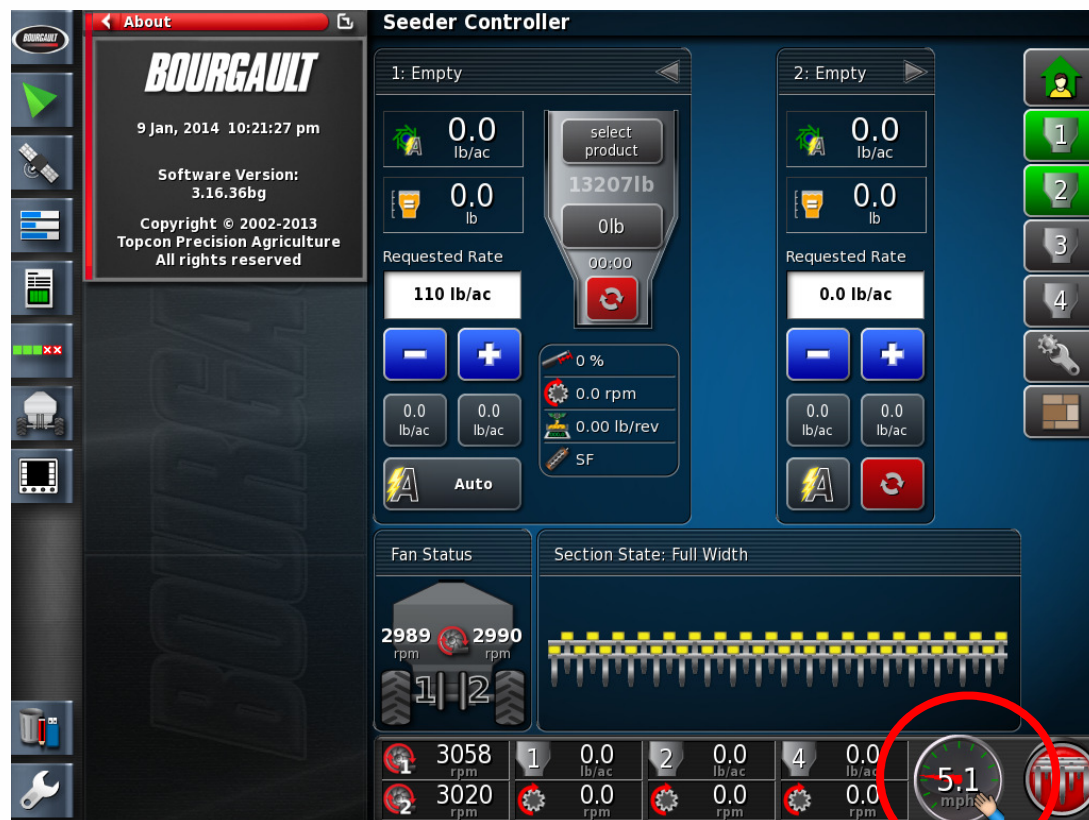 BOURGAULT
About
BOURGAULT
9 Jan, 2014 10:21:27 pm
Software Version:
3.16.36bg
Copyright © 2002-2013
Topcon Precision Agriculture
All rights reserved
BOURGAULT
Seeder Controller
1: Empty
0.0
lb/ac
0.0
lb
Requested Rate
110 lb/ac
0.0
lb/ac
0.0
lb/ac
A Auto
select
product
13207lb
0lb
00:00
0 %
0.0 rpm
0.00 lb/rev
SF
2: Empty
0.0
lb/ac
0.0
lb
Requested Rate
0.0 lb/ac
0.0
lb/ac
0.0
lb/ac
A
1
2
3
4
Fan Status
2989 2990
rpm rpm
1 2
Section State: Full Width
1 3058
rpm
1 0.0
lb/ac
2 0.0
lb/ac
4 0.0
lb/ac
2 3020
rpm
0.0
rpm
0.0
rpm
0.0
rpm
5.1
mph